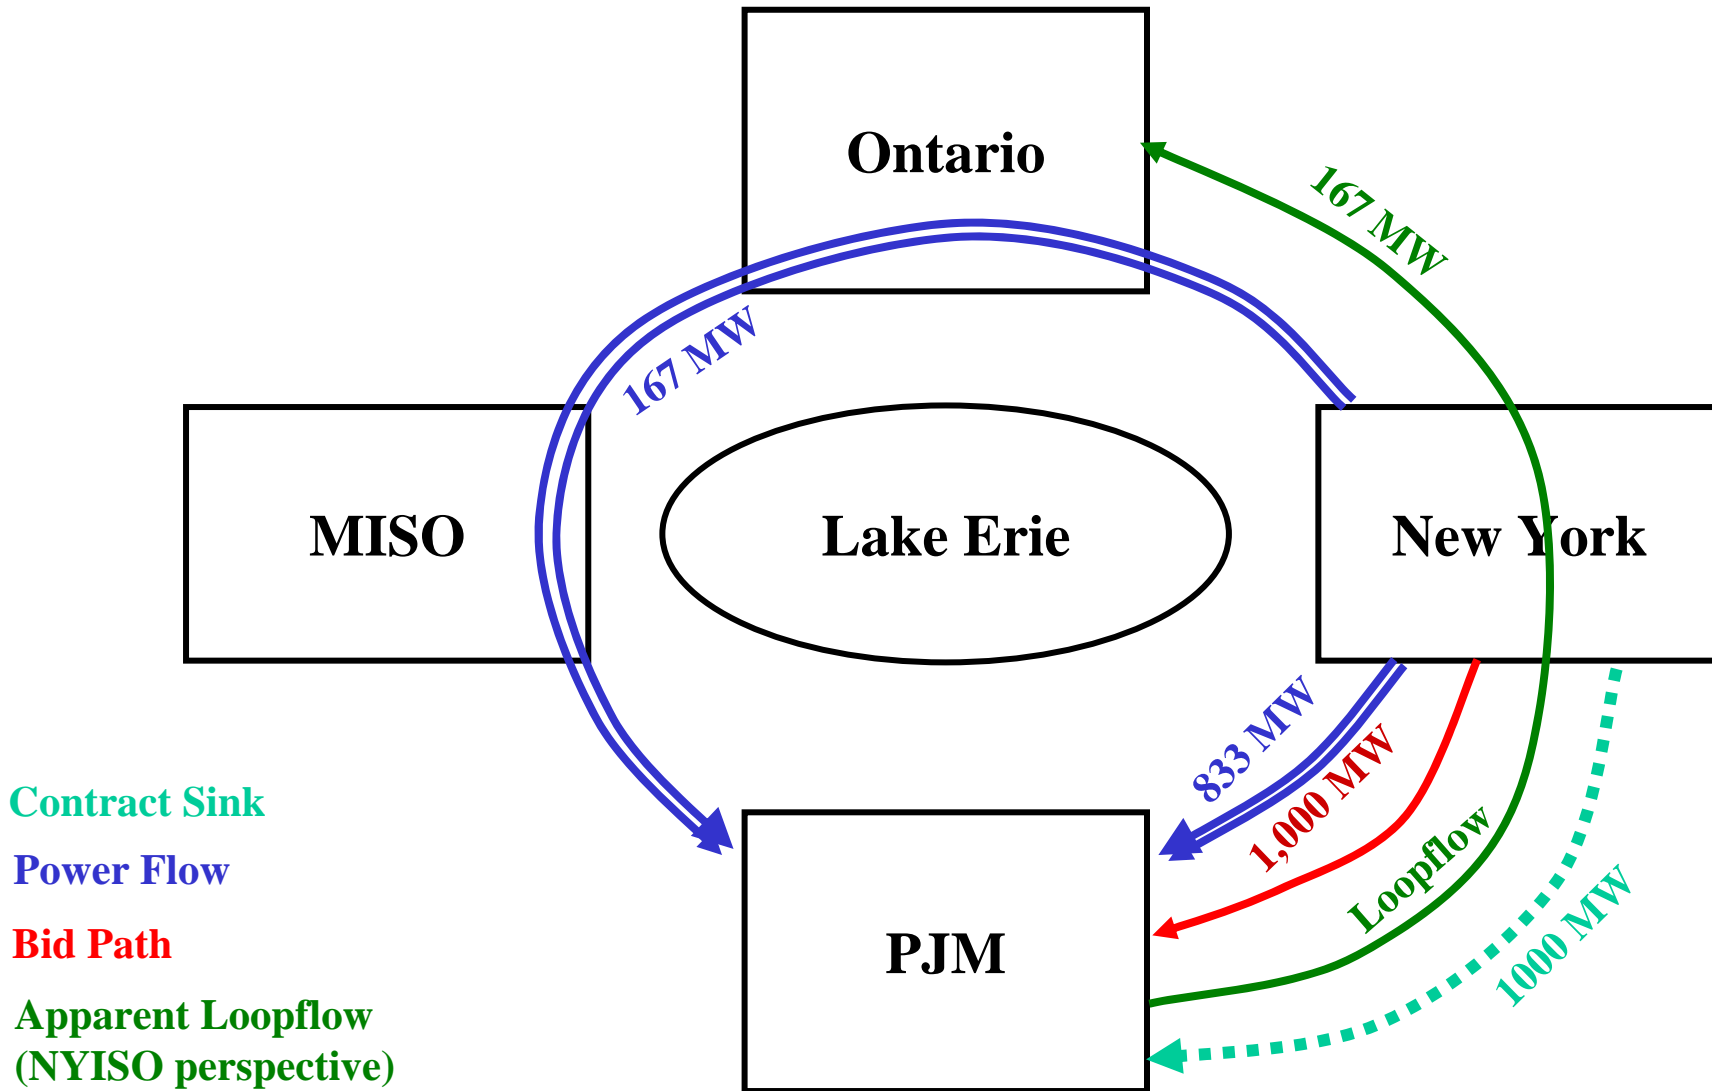 Ontario
167 MW
167 MW
MISO
Lake Erie
New York
833 MW
1,000 MW
Loopflow
1000 MW
PJM
Contract Sink
Power Flow
Bid Path
Apparent Loopflow
(NYISO perspective)